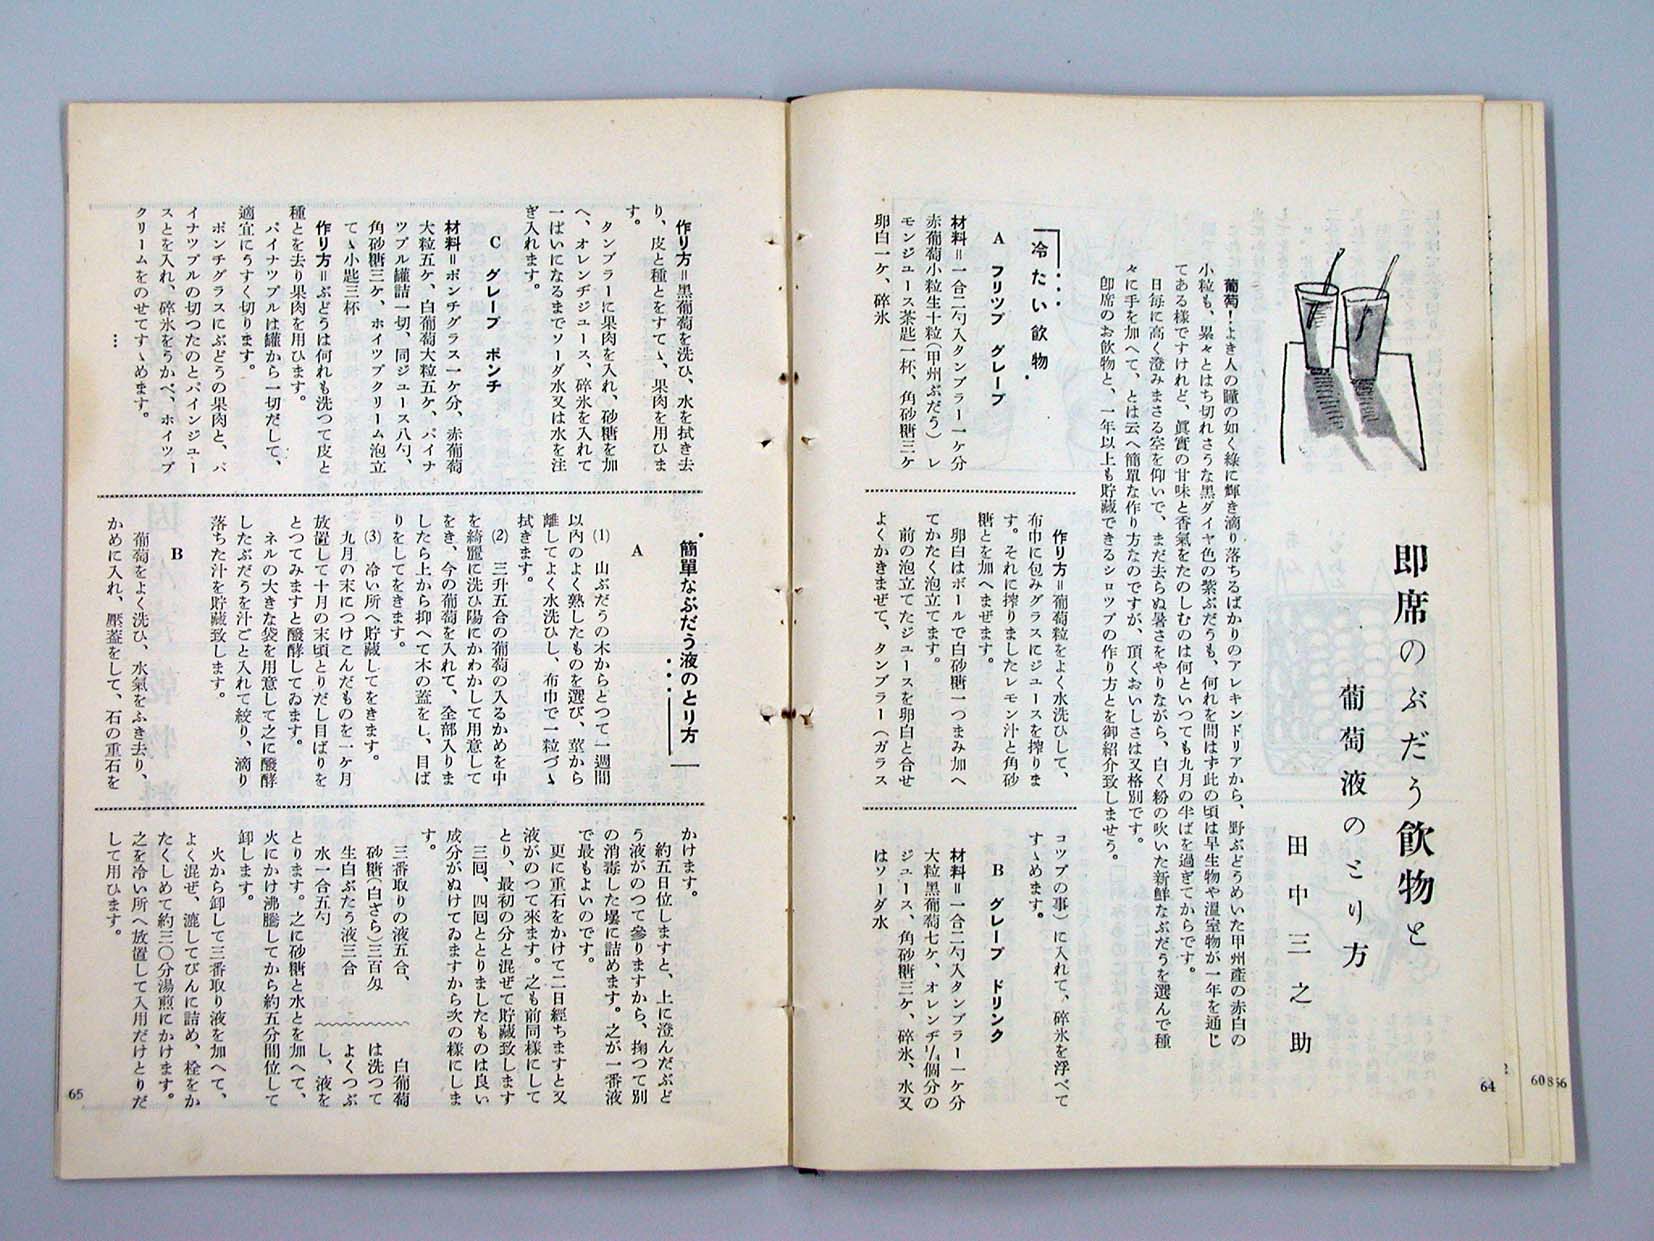 即席のぶだう飲物と
葡萄液のとり方
田中三之助
葡萄！よき人の瞳の如く綠に輝き滴り落ちるばかりのアレキンドリアから、野ぶどうめいた甲州產の赤白の
小粒も、累々とはち切れさうな黒ダイヤ色の紫ぶだうも、何れを問はず此の頃は早生物や溫室物が一年を通じ
てある様ですけれど、眞實の甘味と香氣をたのしむのは何といつても九月の半ばを過ぎてからです。
日每に高く澄みまさる空を仰いで、まだ去らぬ暑さをやりながら、白く粉の吹いた新鮮なぶだうを選んで種
々に手を加へて、とは云へ簡單な作り方なのですが、頂くおいしさは又格別です。
卽席のお飲物と、一年以上も貯藏できるシロツプの作り方とを御紹介致しませう。
冷たい飲物
A　フリツプ　グレープ
材料＝一合二勺入タンブラー一ヶ分
赤葡萄小粒生十粒（甲州ぶだう）レ
モンジュース茶匙一杯、角砂糖三ケ
卵白一ケ、碎氷
作り方＝葡萄粒をよく水洗ひして、
布巾に包みグラスにジュースを搾りま
す。それに搾りましたレモン汁と角砂
糖とを加へまぜます。
卵白はボールで白砂糖一つまみ加へ
てかたく泡立てます。
前の泡立てたジュースを卵白と合せ
よくかきまぜて、タンブラー（ガラス
コツプの事）に入れて、碎氷を浮べて
すゝめます。
B　グレープ　ドリンク
材料＝一合二勺入タンブラー一ケ分
大粒黒葡萄七ケ、オレンヂ¼個分の
ジュース、角砂糖三ケ、碎氷、水又
はソーダ水
64
60 8 56
作り方＝黒葡萄を洗ひ、水を拭き去
り、皮と種とをすてゝ、果肉を用ひま
す。
タンブラーに果肉を入れ、砂糖を加
へ、オレンヂジュース、碎氷を入れて
一ぱいになるまでソーダ水又は水を注
ぎ入れます。
C　グレープ　ポンチ
材料＝ポンチグラス一ケ分、赤葡萄
大粒五ケ、白葡萄大粒五ケ、パイナ
ツプル罐詰一切、同ジュース八勺、
角砂糖三ケ、ホイツプクリーム泡立
てゝ小匙三杯
作り方＝ぶどうは何れも洗つて皮と
種とを去り果肉を用ひます。
パイナツプルは罐から一切だして、
適宜にうすく切ります。
ポンチグラスにぶどうの果肉と、パ
イナツプルの切つたのとパインジュー
スとを入れ、碎氷をうかべ、ホイツプ
クリームをのせてすゝめます。
簡單なぶだう液のとり方
A
(1)　山ぶだうの木からとつて一週間
以內のよく熟したものを選び、莖から
離してよく水洗ひし、布巾で一粒づゝ
拭きます。
(2)　三升五合の葡萄の入るかめを中
を綺麗に洗ひ陽にかわかして用意して
をき、今の葡萄を入れて、全部入りま
したら上から抑へて木の蓋をし、目ば
りをしてをきます。
(3)　冷い所へ貯藏してをきます。
九月の末につけこんだものを一ケ月
放置して十月の末頃とりだし目ばりを
とつてみますと醱酵してゐます。
ネルの大きな袋を用意して之に醱酵
したぶだうを汁ごと入れて絞り、滴り
落ちた汁を貯藏致します。
B
葡萄をよく洗ひ、水氣をふき去り、
かめに入れ、壓蓋をして、石の重石を
かけます。
約五日位しますと、上に澄んだぶど
う液がのつて參りますから、掬つて別
の消毒した壜に詰めます。之が一番液
で最もよいのです。
更に重石をかけて二日經ちますと又
液がのつて來ます。之も前同樣にして
とり、最初の分と混ぜて貯藏致します
三回、四回ととりましたものは良い
成分がぬけてゐますから次の樣にしま
す。
三番取りの液五合、
砂糖（白ざら）三百匁
生白ぶたう液三合
水一合五勺
白葡萄
は洗つて
よくつぶ
し、液を
とります。之に砂糖と水とを加へて、
火にかけ沸騰してから約五分間位して
卸します。
火から卸して三番取り液を加へて、
よく混ぜ、漉してびんに詰め、栓をか
たくしめて約三〇分湯煎にかけます。
之を冷い所へ放置して入用だけとりだ
して用ひます。
65